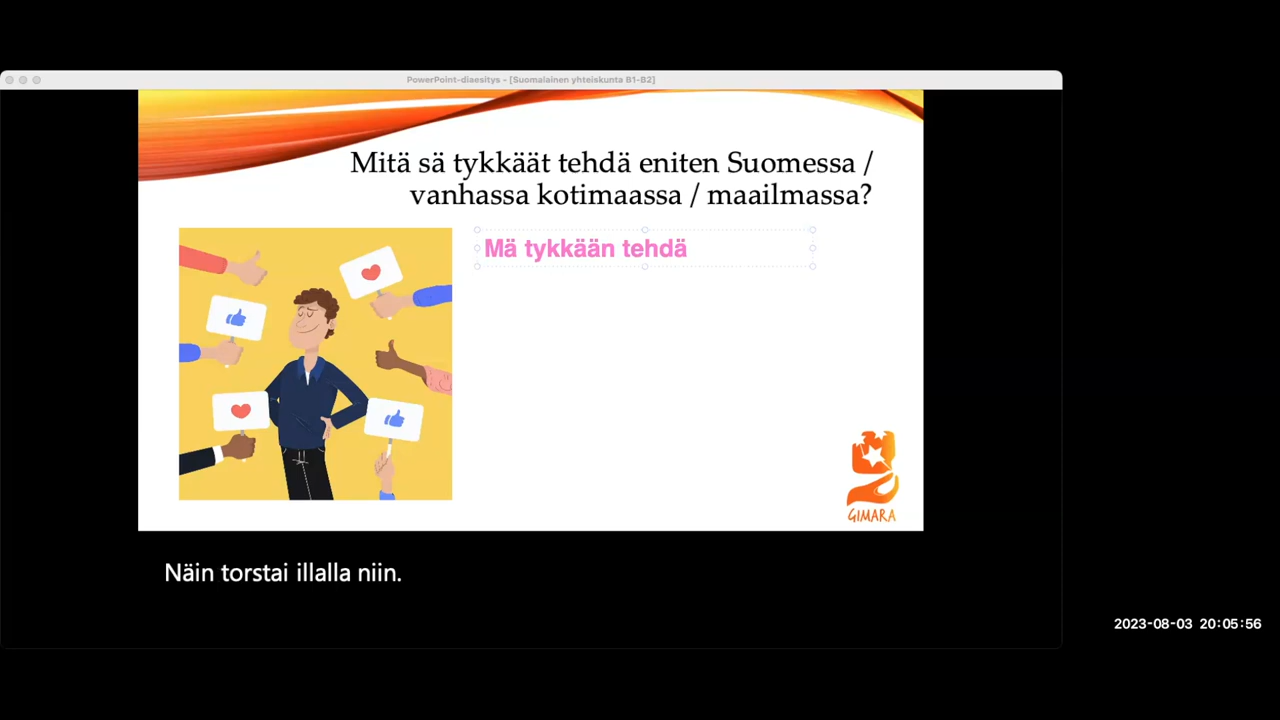 PowerPoint-diaesitys - [Suomalainen yhteiskunta B1-B2]
Mitä sä tykkäät tehdä eniten Suomessa /
vanhassa kotimaassa / maailmassa?
Mä tykkään tehdä
GIMARA
Näin torstai illalla niin.
2023-08-03 20:05:56